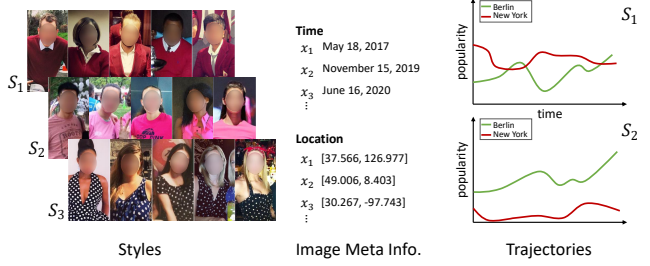 S1
S2
S3
Styles
Time
x1 May 18, 2017
x2 November 15, 2019
x3 June 16, 2020
⋮
Location
x1 [37.566, 126.977]
x2 [49.006, 8.403]
x3 [30.267, -97.743]
⋮
Image Meta Info.
Berlin
New York
S1
popularity
time
Berlin
New York
S2
popularity
Trajectories